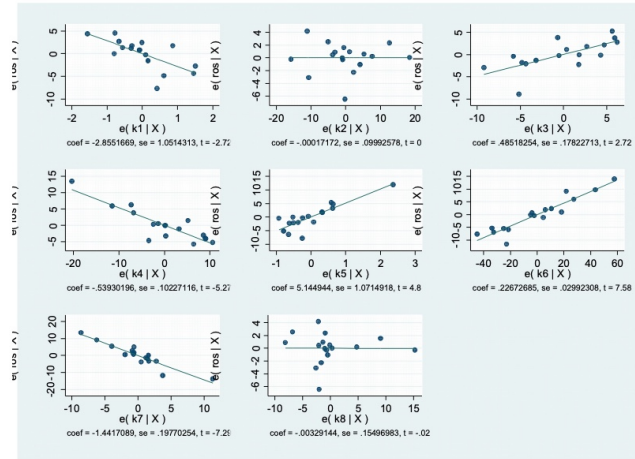 e( ros | X )
5
0
-5
-10
-2 -1 0 1 2
e( k1 | X )
coef = -2.8551669, se = 1.0514313, t = -2.72
e( ros | X )
4
2
0
-2
-4
-6
-20 -10 0 10 20
e( k2 | X )
coef = -.00017172, se = .09992578, t = 0
e( ros | X )
5
0
-5
-10
-10 -5 0 5
e( k3 | X )
coef = .48518254, se = .17822713, t = 2.72
e( ros | X )
15
10
5
0
-5
-20 -10 0 10
e( k4 | X )
coef = -.53930196, se = .10227116, t = -5.27
e( ros | X )
15
10
5
0
-5
-10
-1 0 1 2 3
e( k5 | X )
coef = 5.144944, se = 1.0714918, t = 4.8
e( ros | X )
15
10
5
0
-5
-10
-40 -20 0 20 40 60
e( k6 | X )
coef = .22672685, se = .02992308, t = 7.58
e( ros | X )
20
10
0
-10
-20
-10 -5 0 5 10
e( k7 | X )
coef = -1.4417089, se = .19770254, t = -7.29
e( ros | X )
4
2
0
-2
-4
-6
-10 -5 0 5 10 15
e( k8 | X )
coef = -.00329144, se = .15496983, t = -.02